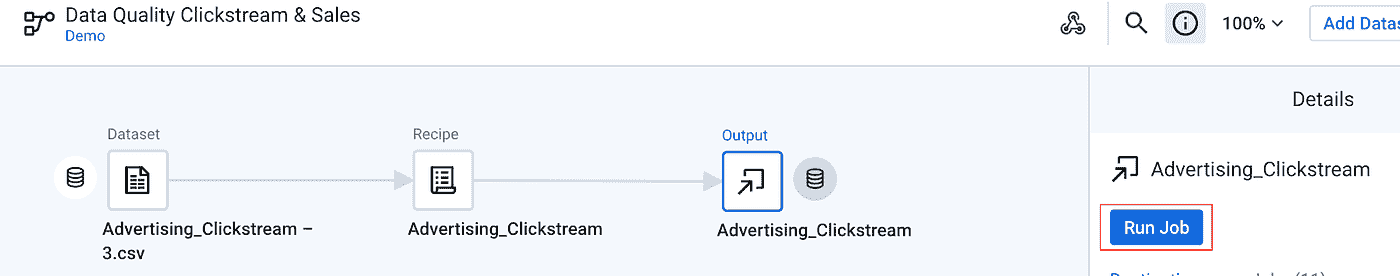 Data Quality Clickstream & Sales
Demo
100%
Add Datas
Details
Dataset
Recipe
Output
Advertising_Clickstream –
3.csv
Advertising_Clickstream
Advertising_Clickstream
Advertising_Clickstream
Run Job